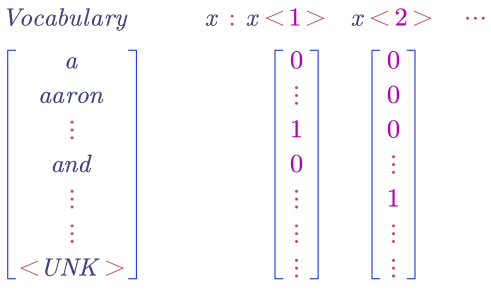 Vocabulary x : x<1> x<2> ⋯
a 0 0
aaron ⋮ 0
⋮ 1 0
and 0 ⋮
⋮ ⋮ 1
⋮ ⋮ ⋮
<UNK> ⋮ ⋮